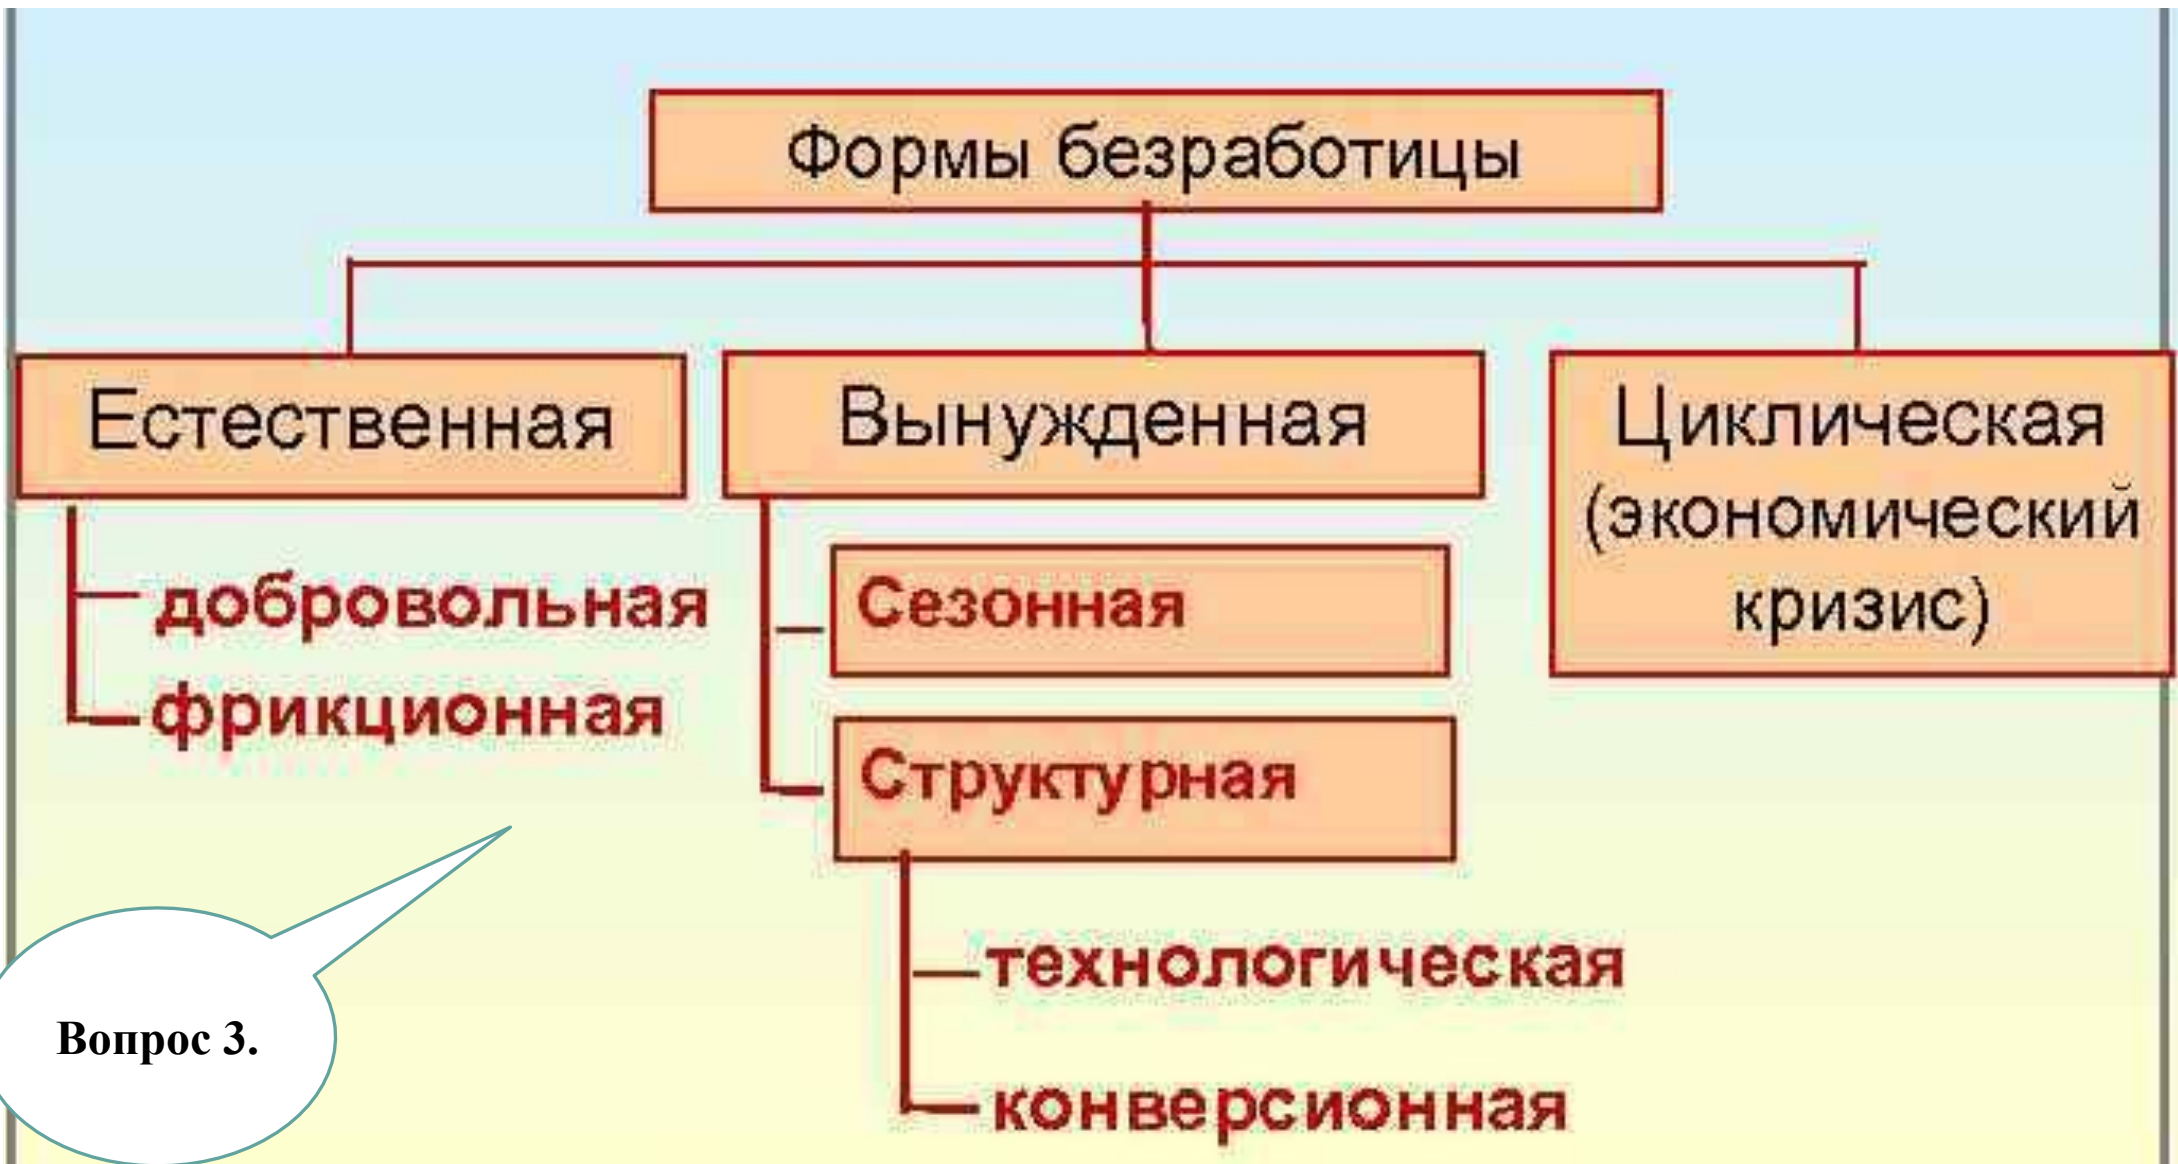 Формы безработицы
Естественная
добровольная
фрикционная
Вынужденная
Сезонная
Структурная
технологическая
конверсионная
Циклическая
(экономический
кризис)
Вопрос 3.